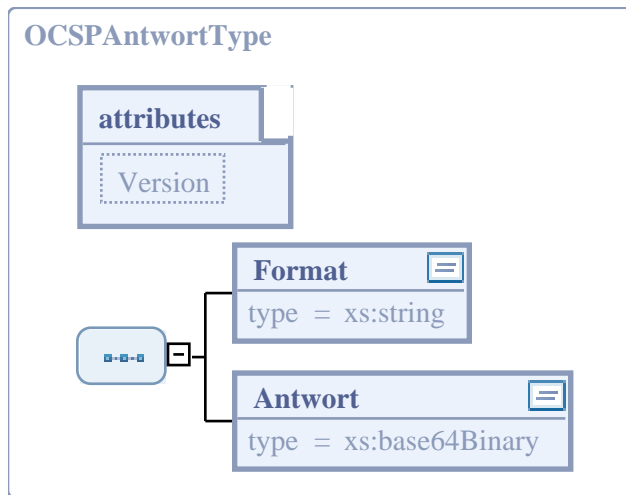 OCSPAntwortType
attributes
Version
Format
type = xs:string
Antwort
type = xs:base64Binary